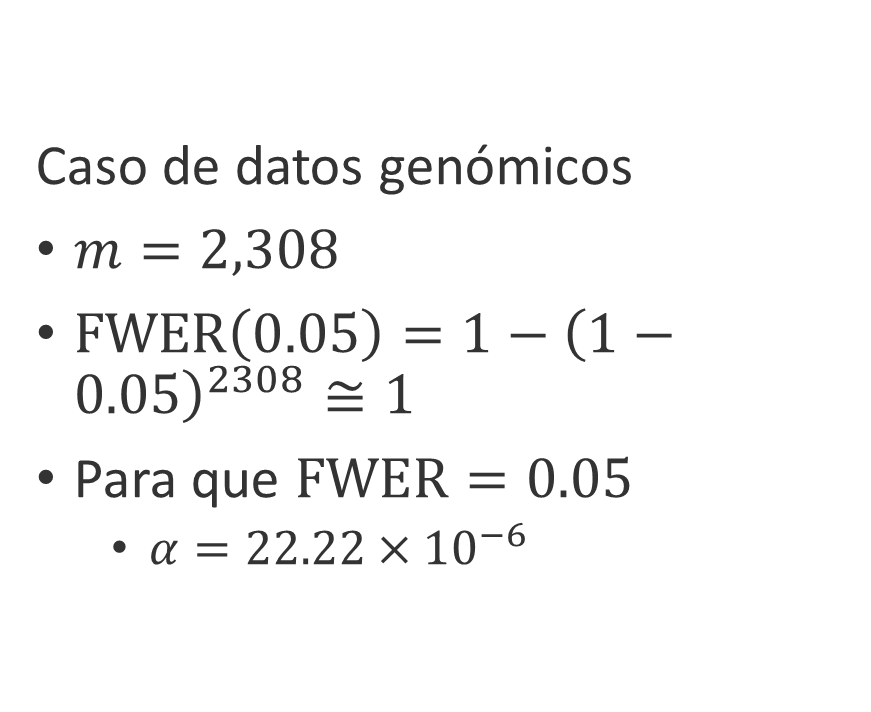 Caso de datos genómicos
• m = 2,308
• FWER(0.05) = 1 − (1 −
0.05)²³⁰⁸ ≅ 1
• Para que FWER = 0.05
• α = 22.22 × 10⁻⁶